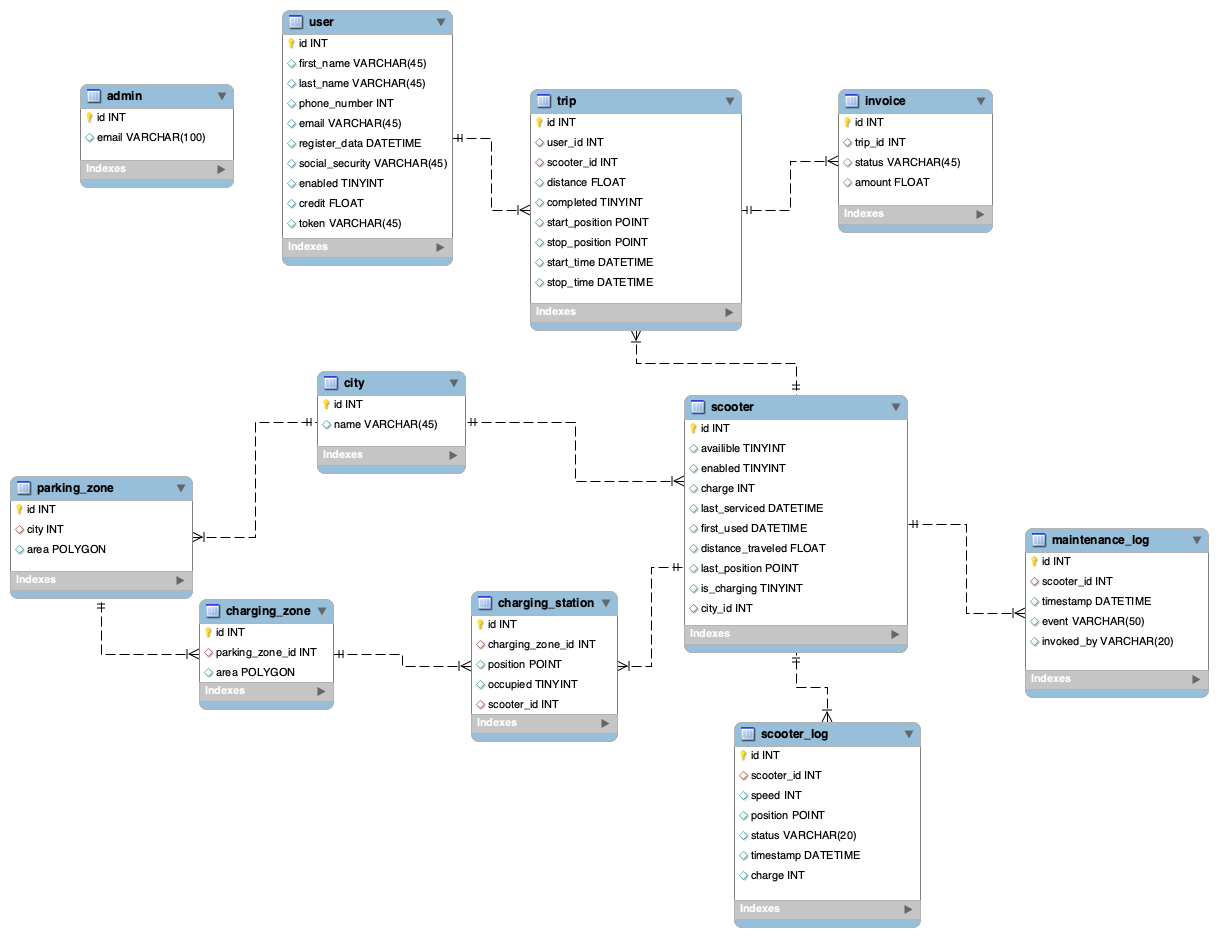 user
id INT
first_name VARCHAR(45)
last_name VARCHAR(45)
phone_number INT
email VARCHAR(45)
register_data DATETIME
social_security VARCHAR(45)
enabled TINYINT
credit FLOAT
token VARCHAR(45)
Indexes
admin
id INT
email VARCHAR(100)
Indexes
trip
id INT
user_id INT
scooter_id INT
distance FLOAT
completed TINYINT
start_position POINT
stop_position POINT
start_time DATETIME
stop_time DATETIME
Indexes
invoice
id INT
trip_id INT
status VARCHAR(45)
amount FLOAT
Indexes
city
id INT
name VARCHAR(45)
Indexes
scooter
id INT
availible TINYINT
enabled TINYINT
charge INT
last_serviced DATETIME
first_used DATETIME
distance_traveled FLOAT
last_position POINT
is_charging TINYINT
city_id INT
Indexes
parking_zone
id INT
city INT
area POLYGON
Indexes
charging_zone
id INT
parking_zone_id INT
area POLYGON
Indexes
charging_station
id INT
charging_zone_id INT
position POINT
occupied TINYINT
scooter_id INT
Indexes
maintenance_log
id INT
scooter_id INT
timestamp DATETIME
event VARCHAR(50)
invoked_by VARCHAR(20)
Indexes
scooter_log
id INT
scooter_id INT
speed INT
position POINT
status VARCHAR(20)
timestamp DATETIME
charge INT
Indexes